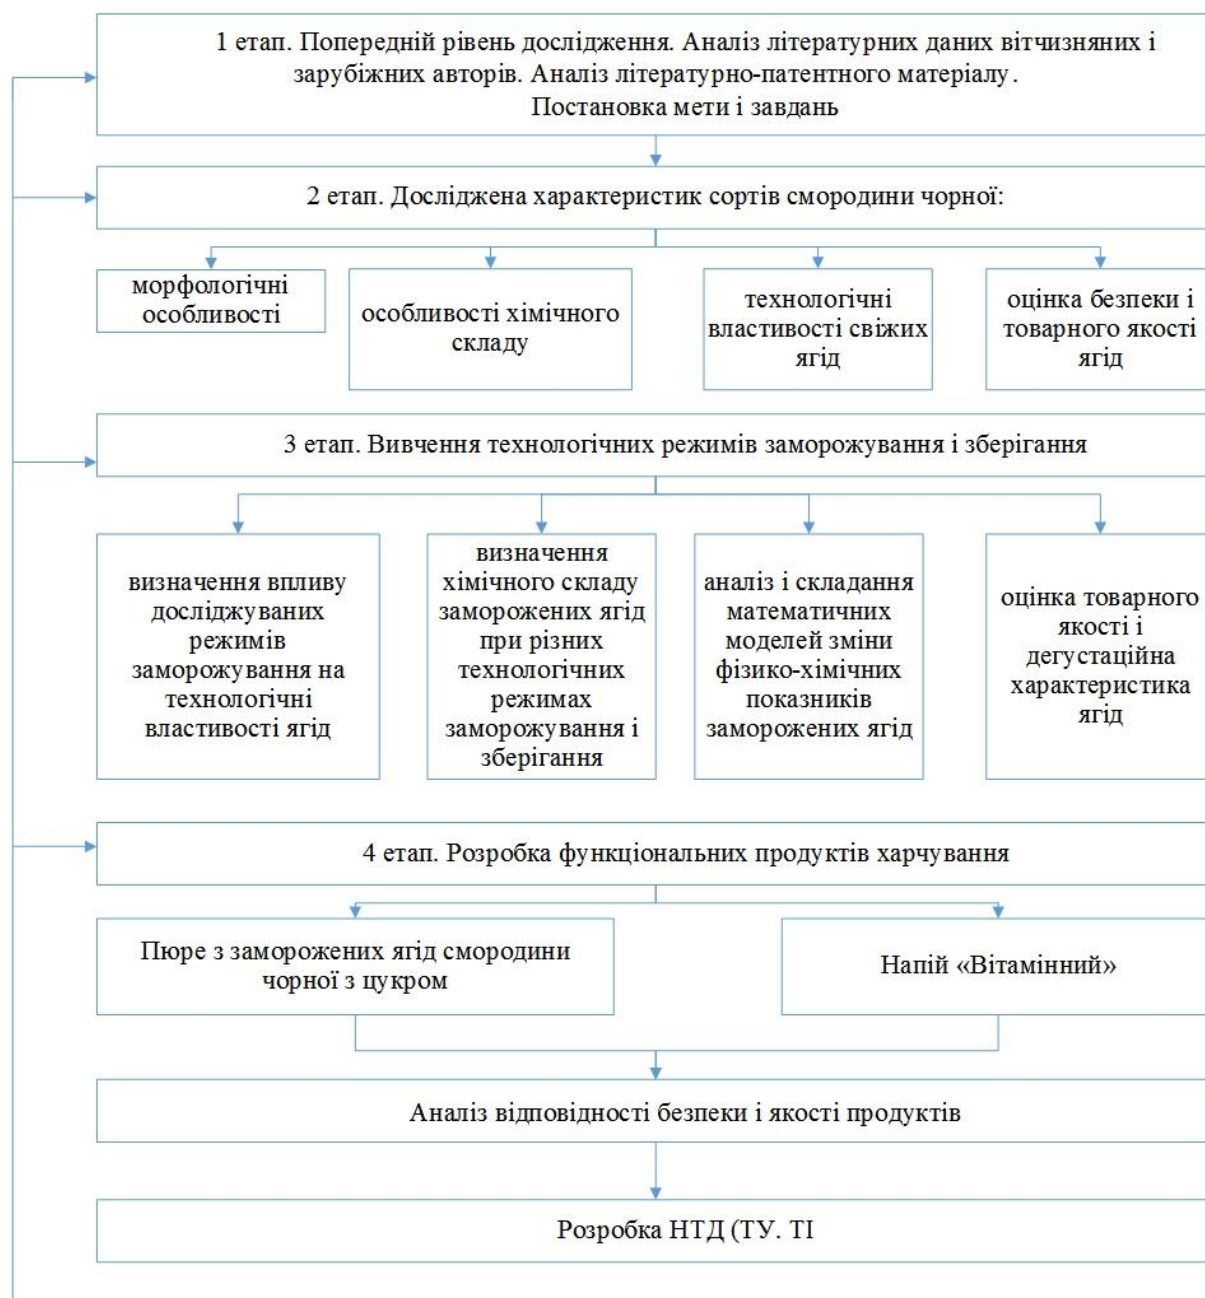 1 етап. Попередній рівень дослідження. Аналіз літературних даних вітчизняних і
зарубіжних авторів. Аналіз літературно-патентного матеріалу.
Постановка мети і завдань
2 етап. Досліджена характеристик сортів смородини чорної:
морфологічні
особливості
особливості хімічного
складу
технологічні
властивості свіжих
ягід
оцінка безпеки і
товарного якості
ягід
3 етап. Вивчення технологічних режимів заморожування і зберігання
визначення впливу
досліджуваних
режимів
заморожування на
технологічні
властивості ягід
визначення
хімічного складу
заморожених ягід
при різних
технологічних
режимах
заморожування і
зберігання
аналіз і складання
математичних
моделей зміни
фізико-хімічних
показників
заморожених ягід
оцінка товарного
якості і
дегустаційна
характеристика
ягід
4 етап. Розробка функціональних продуктів харчування
Пюре з заморожених ягід смородини
чорної з цукром
Напій «Вітамінний»
Аналіз відповідності безпеки і якості продуктів
Розробка НТД (ТУ. ТІ